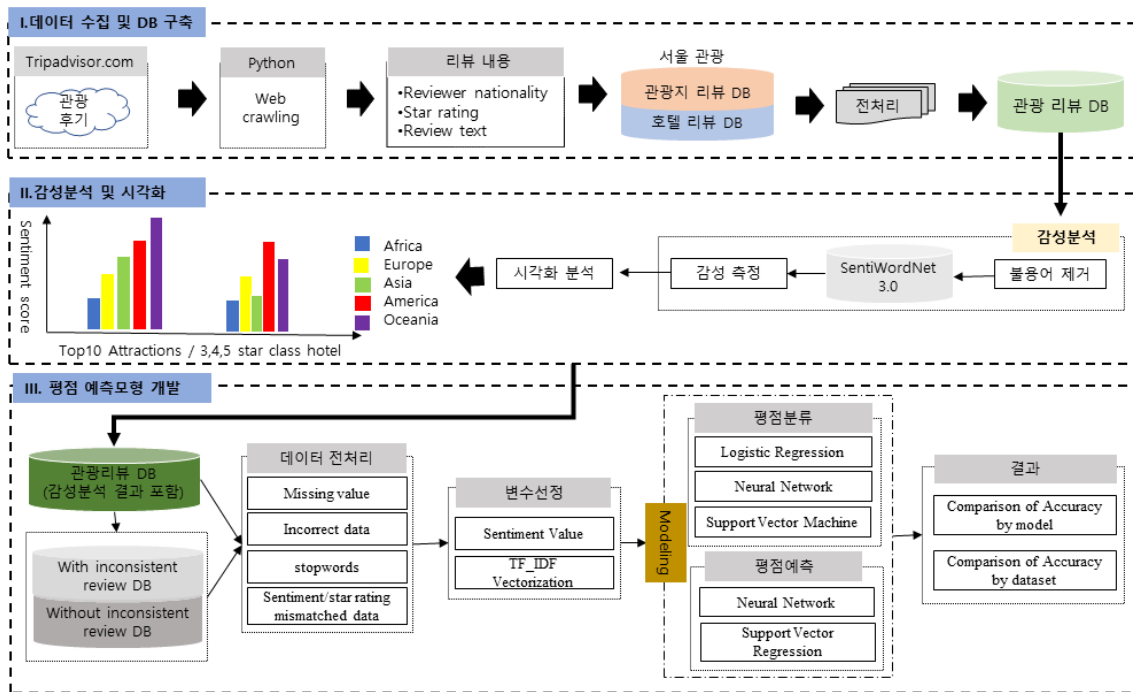 I.데이터 수집 및 DB 구축
Tripadvisor.com
관광
후기
Python
Web
crawling
리뷰 내용
•Reviewer nationality
•Star rating
•Review text
서울 관광
관광지 리뷰 DB
호텔 리뷰 DB
전처리
관광 리뷰 DB
II.감성분석 및 시각화
Sentiment score
Top10 Attractions / 3,4,5 star class hotel
Africa
Europe
Asia
America
Oceania
시각화 분석
감성 측정
SentiWordNet
3.0
감성분석
불용어 제거
III. 평점 예측모형 개발
관광리뷰 DB
(감성분석 결과 포함)
With inconsistent
review DB
Without inconsistent
review DB
데이터 전처리
Missing value
Incorrect data
stopwords
Sentiment/star rating
mismatched data
변수선정
Sentiment Value
TF_IDF
Vectorization
Modeling
평점분류
Logistic Regression
Neural Network
Support Vector Machine
평점예측
Neural Network
Support Vector
Regression
결과
Comparison of Accuracy
by model
Comparison of Accuracy
by dataset